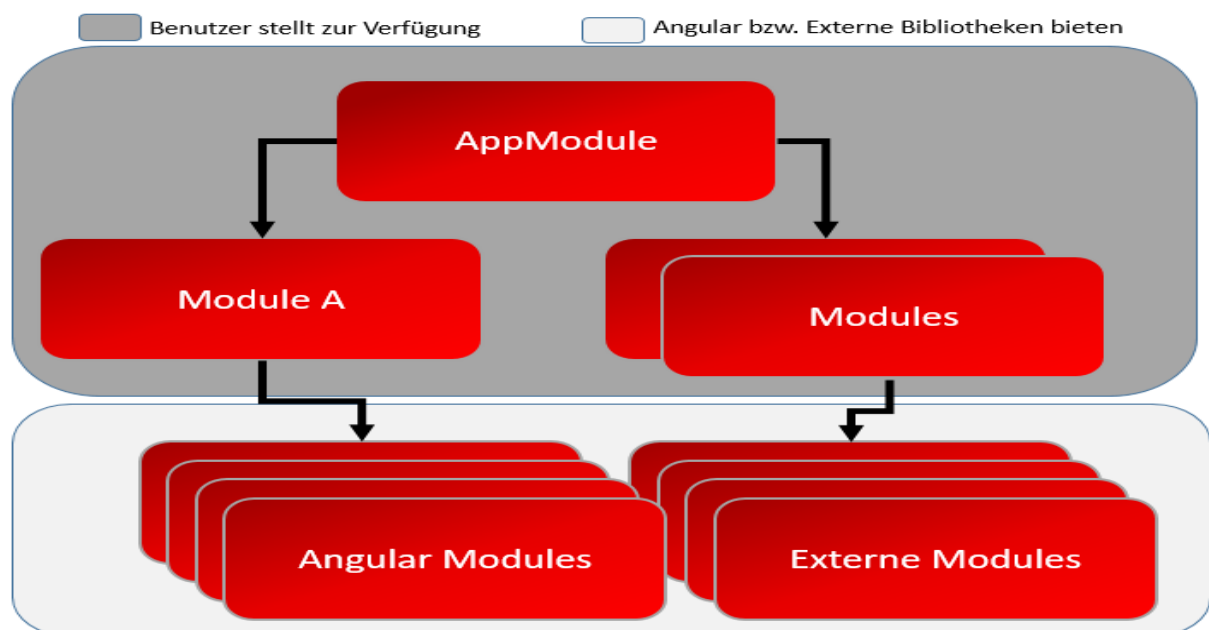 Benutzer stellt zur Verfügung
Angular bzw. Externe Bibliotheken bieten
AppModule
Module A
Modules
Angular Modules
Externe Modules